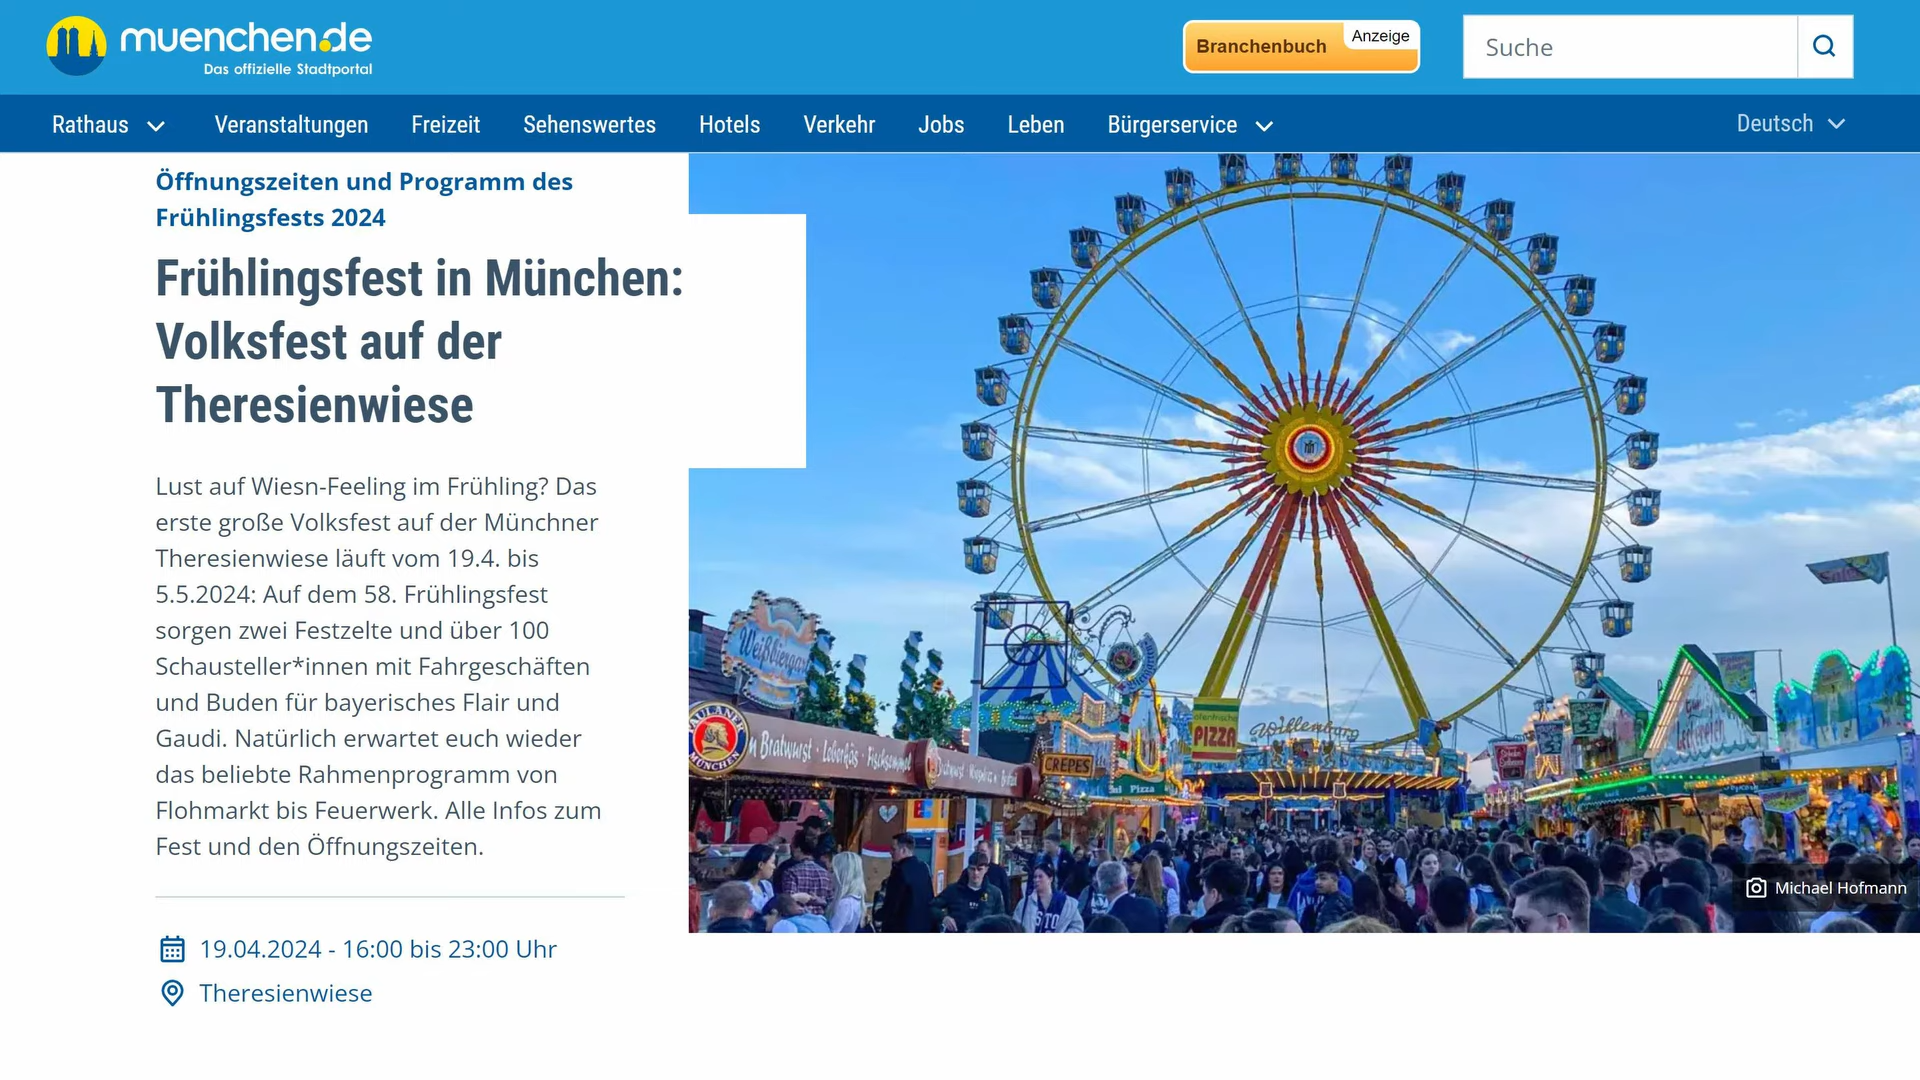 muenchen.de
Das offizielle Stadtportal
Branchenbuch
Anzeige
Suche
Rathaus
Veranstaltungen
Freizeit
Sehenswertes
Hotels
Verkehr
Jobs
Leben
Bürgerservice
Deutsch
Öffnungszeiten und Programm des
Frühlingsfests 2024
Frühlingsfest in München:
Volksfest auf der
Theresienwiese
Lust auf Wiesn-Feeling im Frühling? Das
erste große Volksfest auf der Münchner
Theresienwiese läuft vom 19.4. bis
5.5.2024: Auf dem 58. Frühlingsfest
sorgen zwei Festzelte und über 100
Schausteller*innen mit Fahrgeschäften
und Buden für bayerisches Flair und
Gaudi. Natürlich erwartet euch wieder
das beliebte Rahmenprogramm von
Flohmarkt bis Feuerwerk. Alle Infos zum
Fest und den Öffnungszeiten.
19.04.2024 - 16:00 bis 23:00 Uhr
Theresienwiese
PAULANER
MÜNCHEN
Bratwurst
CREPES
Pizza
PIZZA
Willenborg
Michael Hofmann